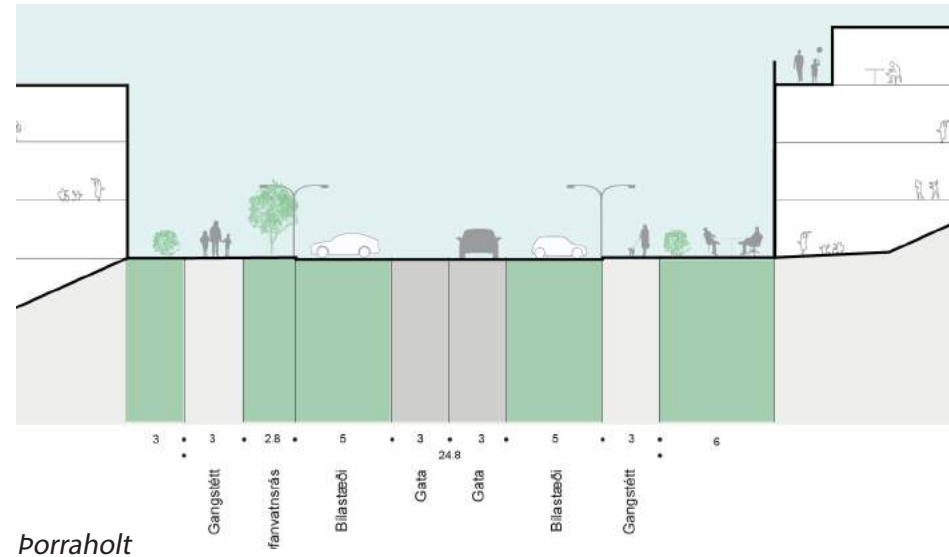 3 • 3 • 2.8 • 5 • 3 • 3 • 5 • 3 • 6
• 24.8 •
Gangstétt
fanvatnsrás
Bílastæði
Gata
Gata
Bílastæði
Gangstétt
Þorraholt